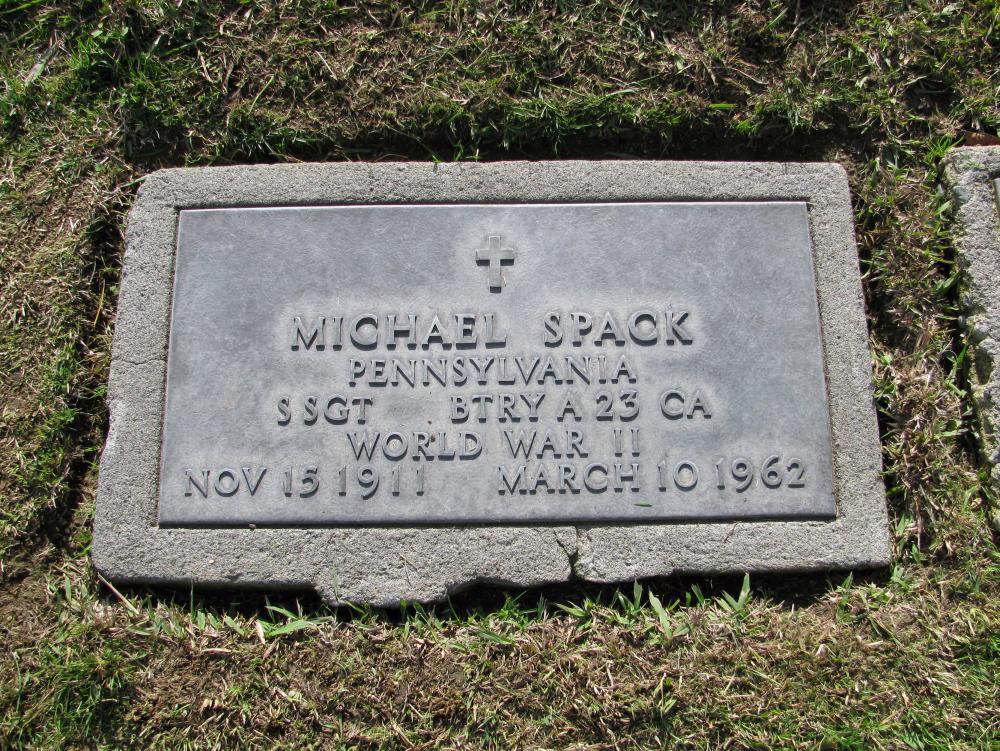 MICHAEL SPACK
PENNSYLVANIA
S SGT BTRY A 23 CA
WORLD WAR II
NOV 15 1911 MARCH 10 1962